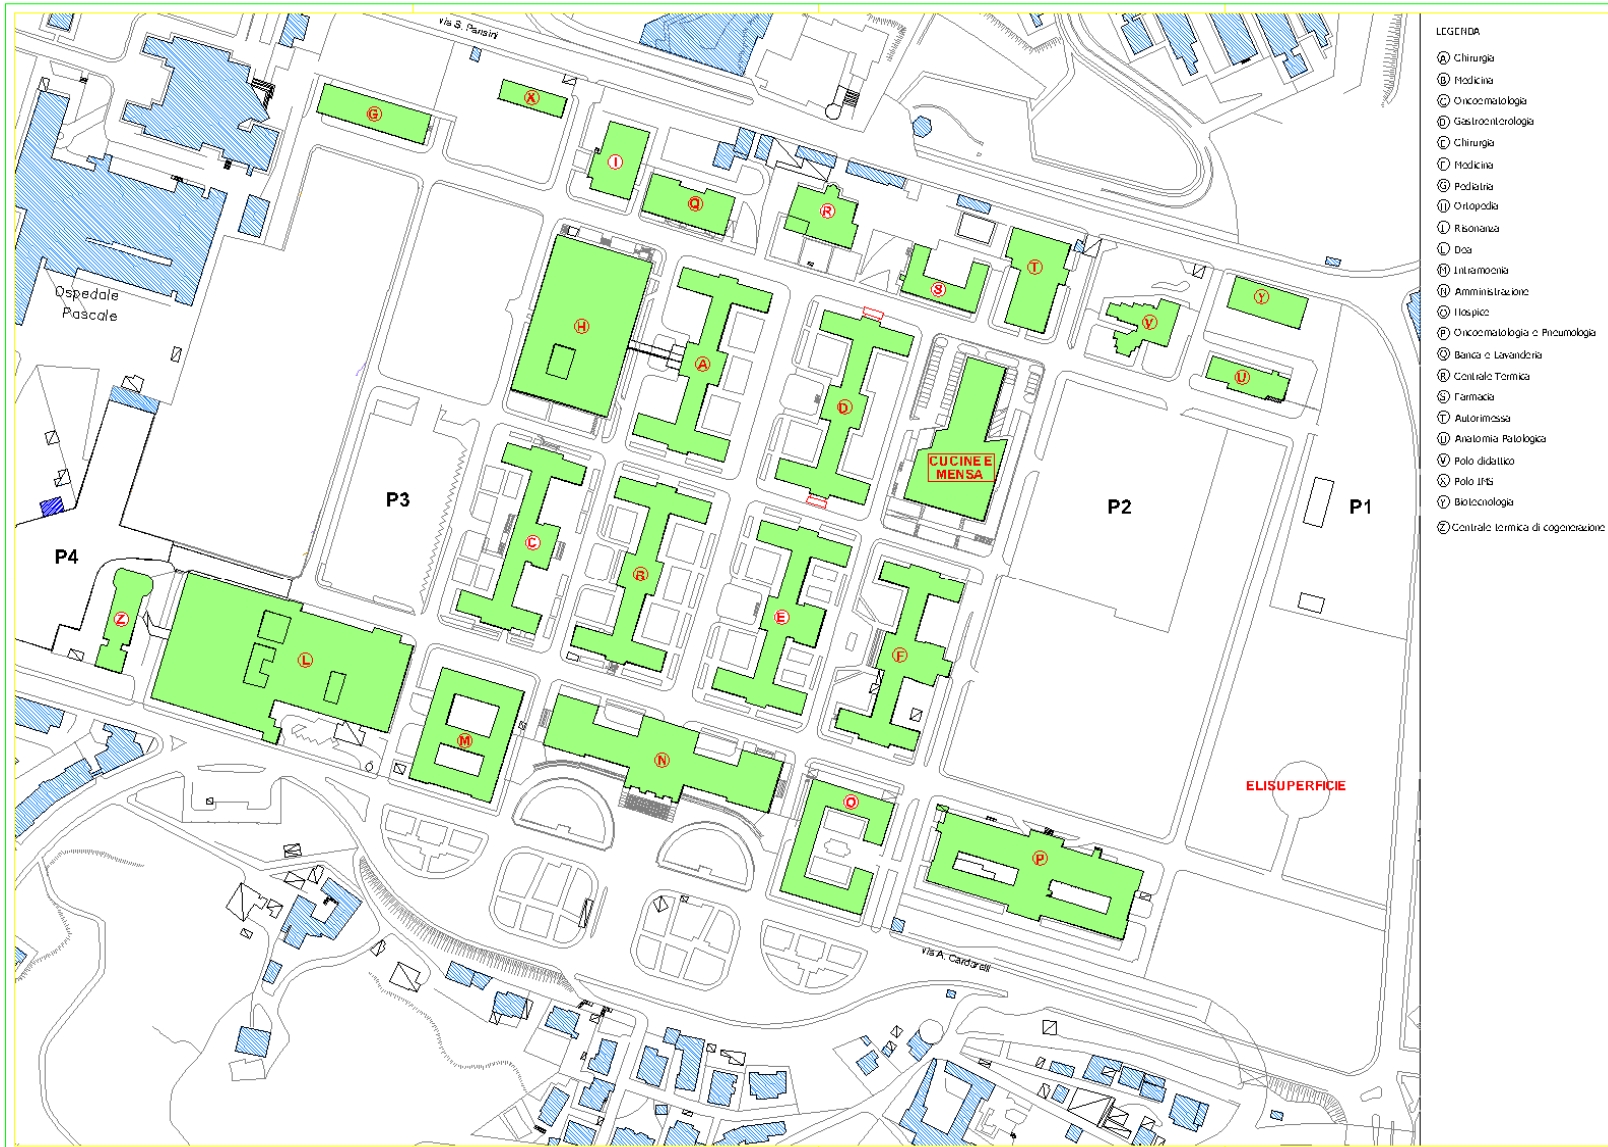 Via S. Pansini
LEGENDA
A Chirurgia
B Medicina
C Oncoematologia
D Gastroenterologia
E Chirurgia
F Medicina
G Pediatria
H Ortopedia
I Risonanza
L Dea
M Intramoenia
N Amministrazione
O Hospice
P Oncoematologia e Pneumologia
Q Banca e Lavanderia
R Centrale Termica
S Farmacia
T Autorimessa
U Anatomia Patologica
V Polo didattico
X Polo IMS
Y Biotecnologia
Z Centrale termica di cogenerazione
X
G
I
Q
R
T
S
Y
V
Ospedale
Pascale
H
A
U
D
CUCINE E
MENSA
P3
P2
P1
C
P4
B
Z
E
L
F
M
N
ELISUPERFICIE
O
P
Via A. Cardarelli